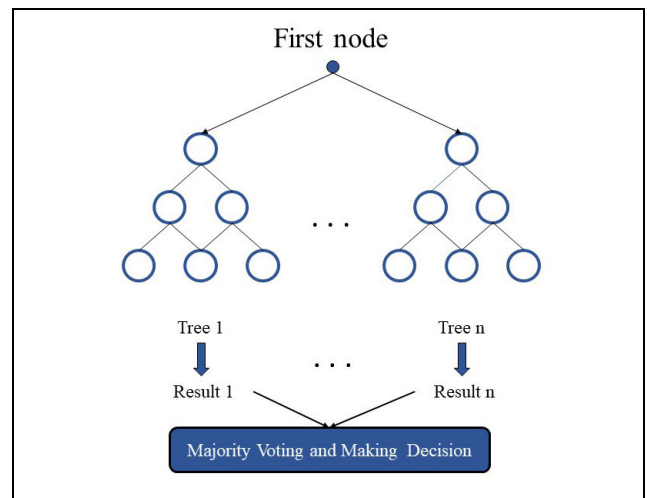 First node
. . .
Tree 1
Tree n
. . .
Result 1
Result n
Majority Voting and Making Decision